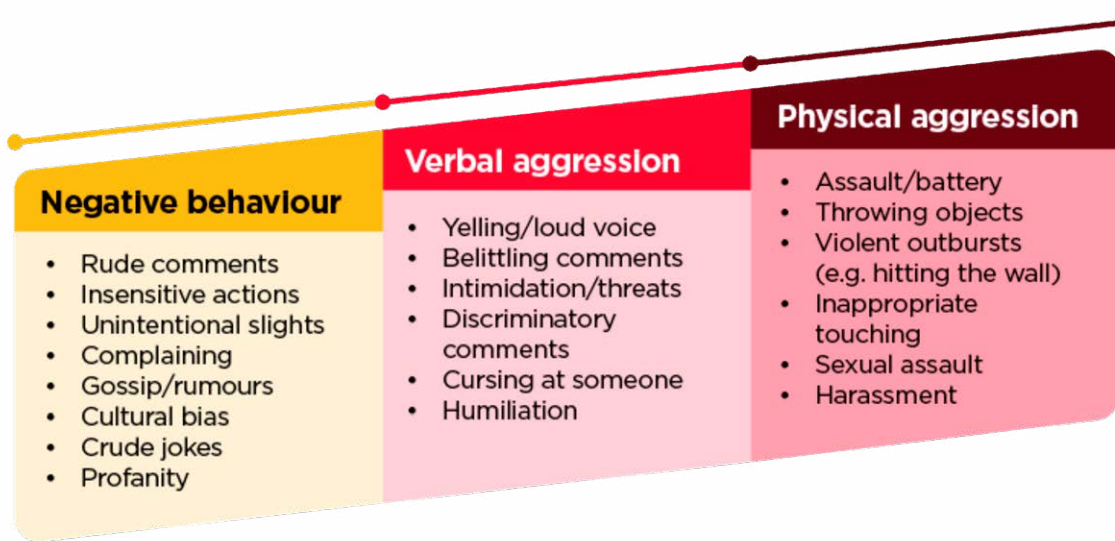 Negative behaviour
• Rude comments
• Insensitive actions
• Unintentional slights
• Complaining
• Gossip/rumours
• Cultural bias
• Crude jokes
• Profanity
Verbal aggression
• Yelling/loud voice
• Belittling comments
• Intimidation/threats
• Discriminatory
comments
• Cursing at someone
• Humiliation
Physical aggression
• Assault/battery
• Throwing objects
• Violent outbursts
(e.g. hitting the wall)
• Inappropriate
touching
• Sexual assault
• Harassment